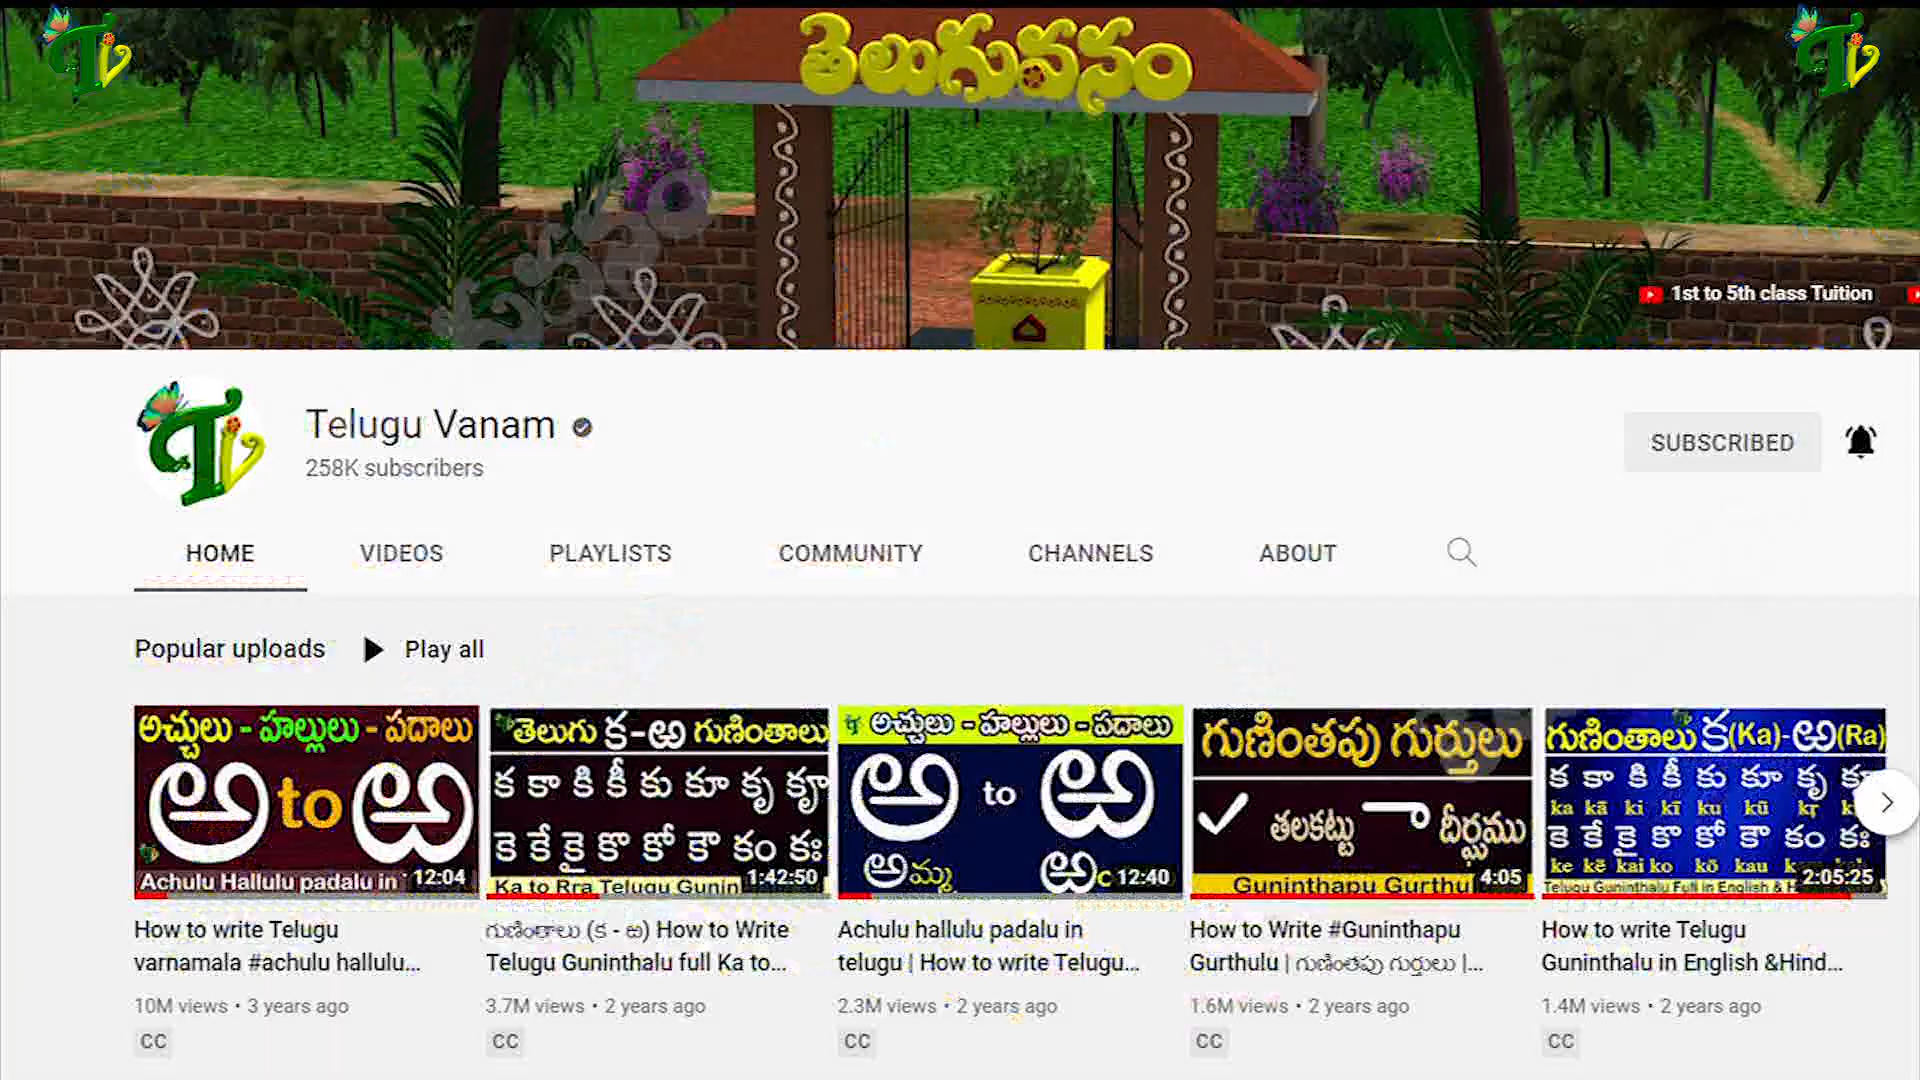 తెలుగువనం
1st to 5th class Tuition
Telugu Vanam
258K subscribers
SUBSCRIBED
HOME VIDEOS PLAYLISTS COMMUNITY CHANNELS ABOUT
Popular uploads Play all
అచ్చులు - హల్లులు - పదాలు
అ to ఱ
Achulu Hallulu padalu in
12:04
తెలుగు క-ఱ గుణింతాలు
క కా కి కీ కు కూ కృ కౄ
కె కే కై కొ కో కౌ కం కః
Ka to Rra Telugu Gunin
1:42:50
అచ్చులు - హల్లులు - పదాలు
అ to ఱ
అమ్మ ఱ
12:40
గుణింతపు గుర్తులు
తలకట్టు దీర్ఘము
Guninthapu Gurthu
4:05
గుణింతాలు క(Ka)-ఱ(Ra)
క కా కి కీ కు కూ కృ
ka kā ki kī ku kū kṛ
కె కే కై కొ కో కౌ కం కః
ke kē kai ko kō kau
Telugu Guninthalu Full in English & H
2:05:25
How to write Telugu
varnamala #achulu hallulu...
10M views • 3 years ago
CC
గుణింతాలు (క - ఱ) How to Write
Telugu Guninthalu full Ka to...
3.7M views • 2 years ago
CC
Achulu hallulu padalu in
telugu | How to write Telugu...
2.3M views • 2 years ago
CC
How to Write #Guninthapu
Gurthulu | గుణింతపు గుర్తులు |...
1.6M views • 2 years ago
CC
How to write Telugu
Guninthalu in English &Hind...
1.4M views • 2 years ago
CC